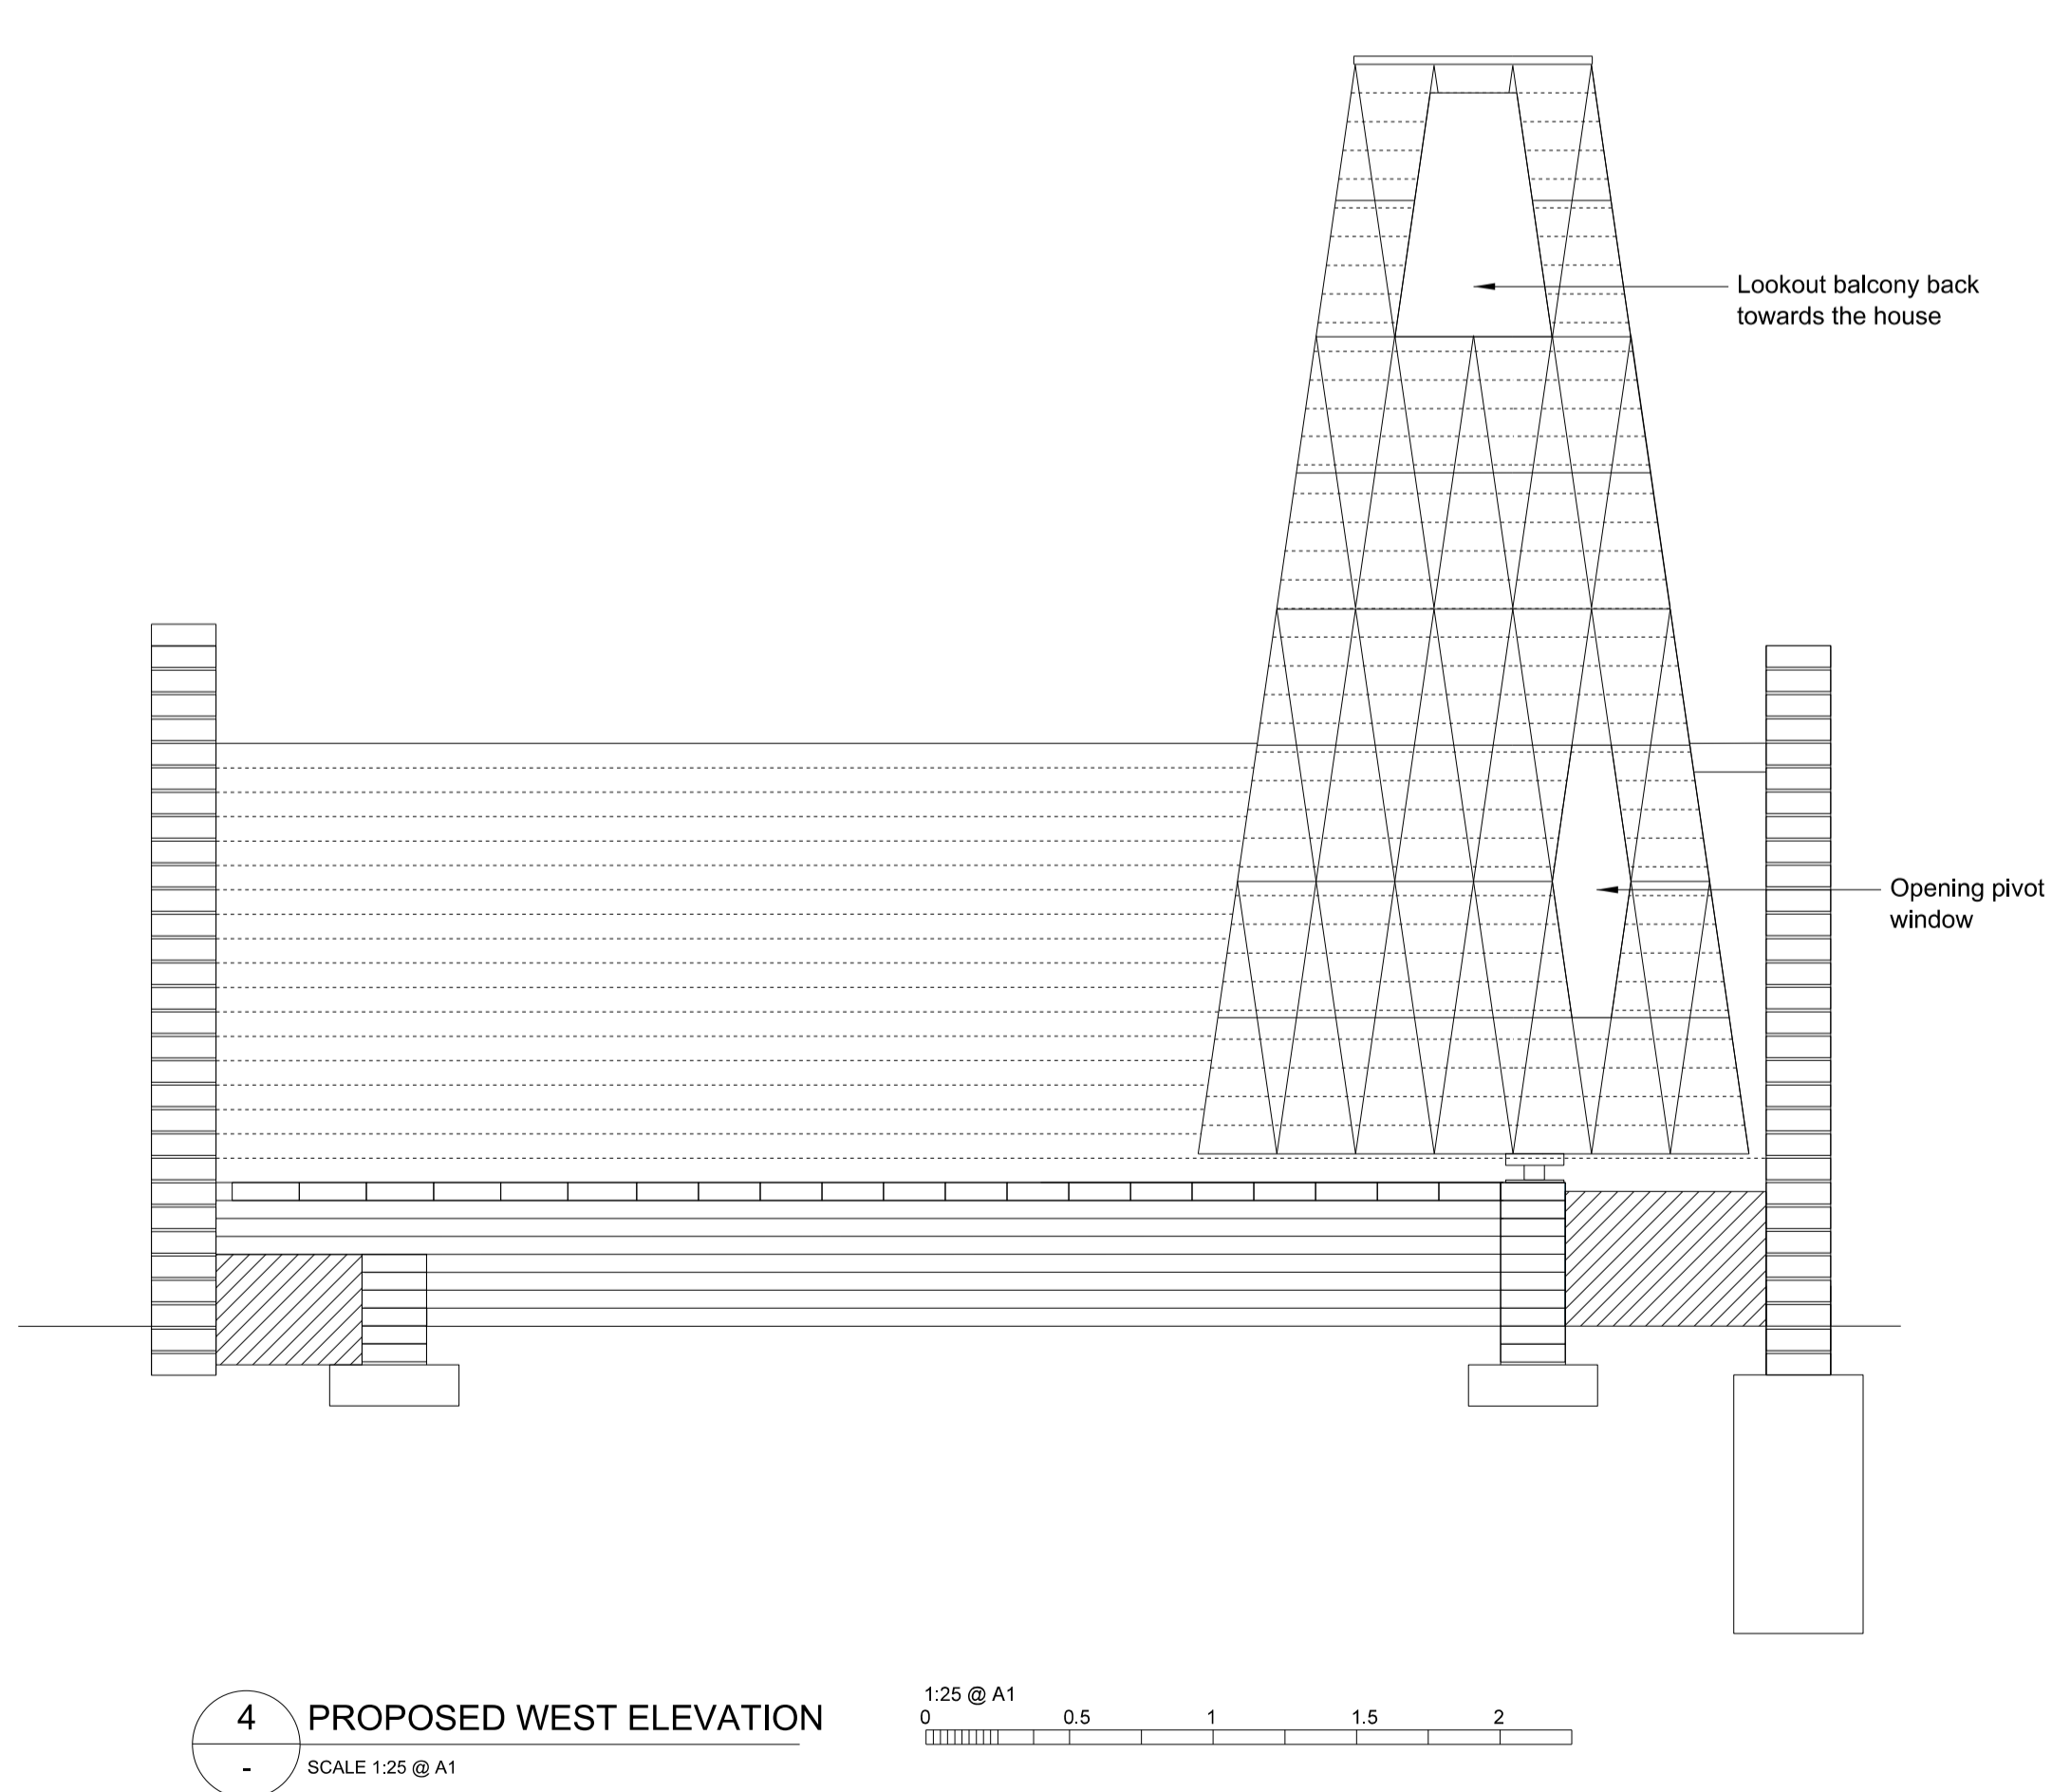 Lookout balcony back
towards the house
Opening pivot
window
4
PROPOSED WEST ELEVATION
-
SCALE 1:25 @ A1
1:25 @ A1
0 0.5 1 1.5 2